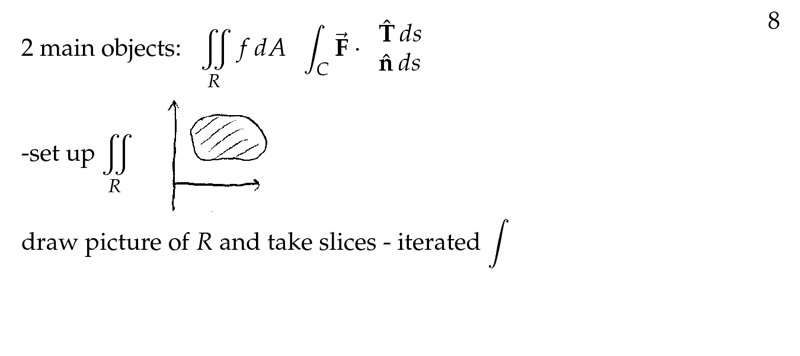 8
2 main objects: ∬_R f dA ∫_C F⃗ · T̂ ds
n̂ ds
-set up ∬_R
draw picture of R and take slices - iterated ∫